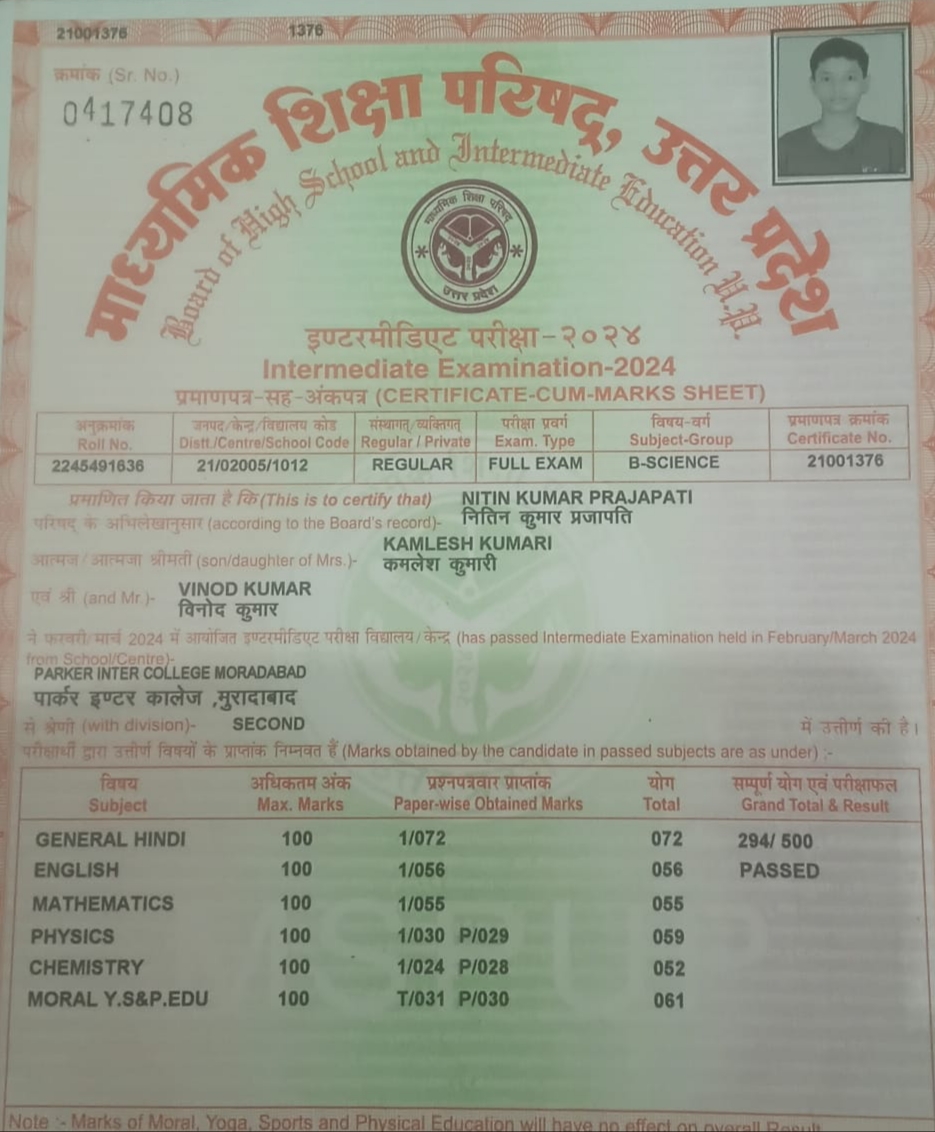 21001376 1376
क्रमांक (Sr. No.)
0417408
माध्यमिक शिक्षा परिषद्, उत्तर प्रदेश
Board of High School and Intermediate Education U.P.
माध्यमिक शिक्षा परिषद्
उत्तर प्रदेश
इण्टरमीडिएट परीक्षा-२०२४
Intermediate Examination-2024
प्रमाणपत्र-सह-अंकपत्र (CERTIFICATE-CUM-MARKS SHEET)
अनुक्रमांक जनपद/केन्द्र/विद्यालय कोड संस्थागत/व्यक्तिगत परीक्षा प्रवर्ग विषय-वर्ग प्रमाणपत्र क्रमांक
Roll No. Distt./Centre/School Code Regular / Private Exam. Type Subject-Group Certificate No.
2245491636 21/02005/1012 REGULAR FULL EXAM B-SCIENCE 21001376
प्रमाणित किया जाता है कि (This is to certify that) NITIN KUMAR PRAJAPATI
परिषद् के अभिलेखानुसार (according to the Board's record)- नितिन कुमार प्रजापति
KAMLESH KUMARI
आत्मज/आत्मजा श्रीमती (son/daughter of Mrs.)- कमलेश कुमारी
एवं श्री (and Mr.)- VINOD KUMAR
विनोद कुमार
ने फरवरी/मार्च 2024 में आयोजित इण्टरमीडिएट परीक्षा विद्यालय/केन्द्र (has passed Intermediate Examination held in February/March 2024
from School/Centre)-
PARKER INTER COLLEGE MORADABAD
पार्कर इण्टर कालेज ,मुरादाबाद
से श्रेणी (with division)- SECOND में उत्तीर्ण की है।
परीक्षार्थी द्वारा उत्तीर्ण विषयों के प्राप्तांक निम्नवत हैं (Marks obtained by the candidate in passed subjects are as under) :-
विषय अधिकतम अंक प्रश्नपत्रवार प्राप्तांक योग सम्पूर्ण योग एवं परीक्षाफल
Subject Max. Marks Paper-wise Obtained Marks Total Grand Total & Result
GENERAL HINDI 100 1/072 072 294/ 500
ENGLISH 100 1/056 056 PASSED
MATHEMATICS 100 1/055 055
PHYSICS 100 1/030 P/029 059
CHEMISTRY 100 1/024 P/028 052
MORAL Y.S&P.EDU 100 T/031 P/030 061
Note :- Marks of Moral, Yoga, Sports and Physical Education will have no effect on overall Result.